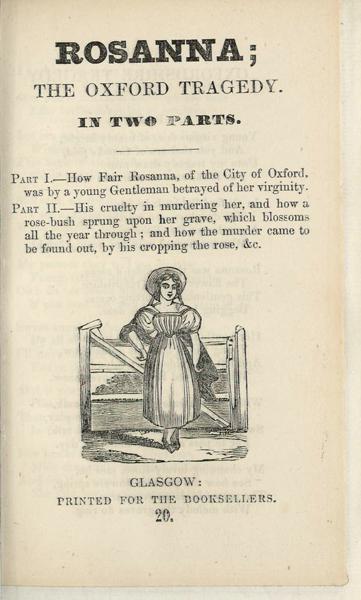 ROSANNA;
THE OXFORD TRAGEDY.
IN TWO PARTS.
PART I.—How Fair Rosanna, of the City of Oxford,
was by a young Gentleman betrayed of her virginity.
PART II.—His cruelty in murdering her, and how a
rose-bush sprung upon her grave, which blossoms
all the year through; and how the murder came to
be found out, by his cropping the rose, &c.
GLASGOW:
PRINTED FOR THE BOOKSELLERS.
20.